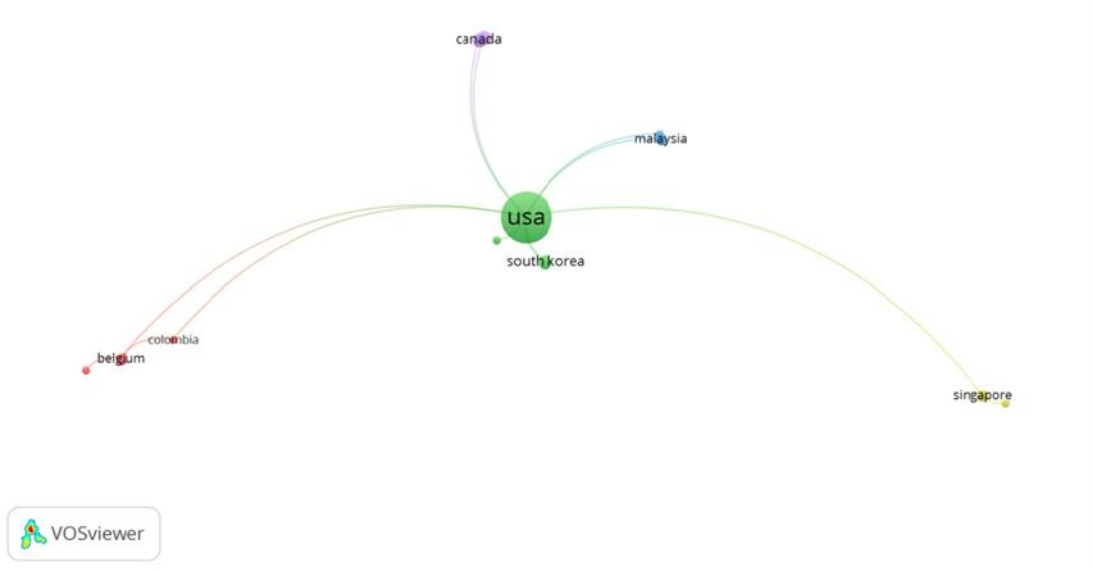 canada
malaysia
usa
south korea
colombia
belgium
singapore
VOSviewer